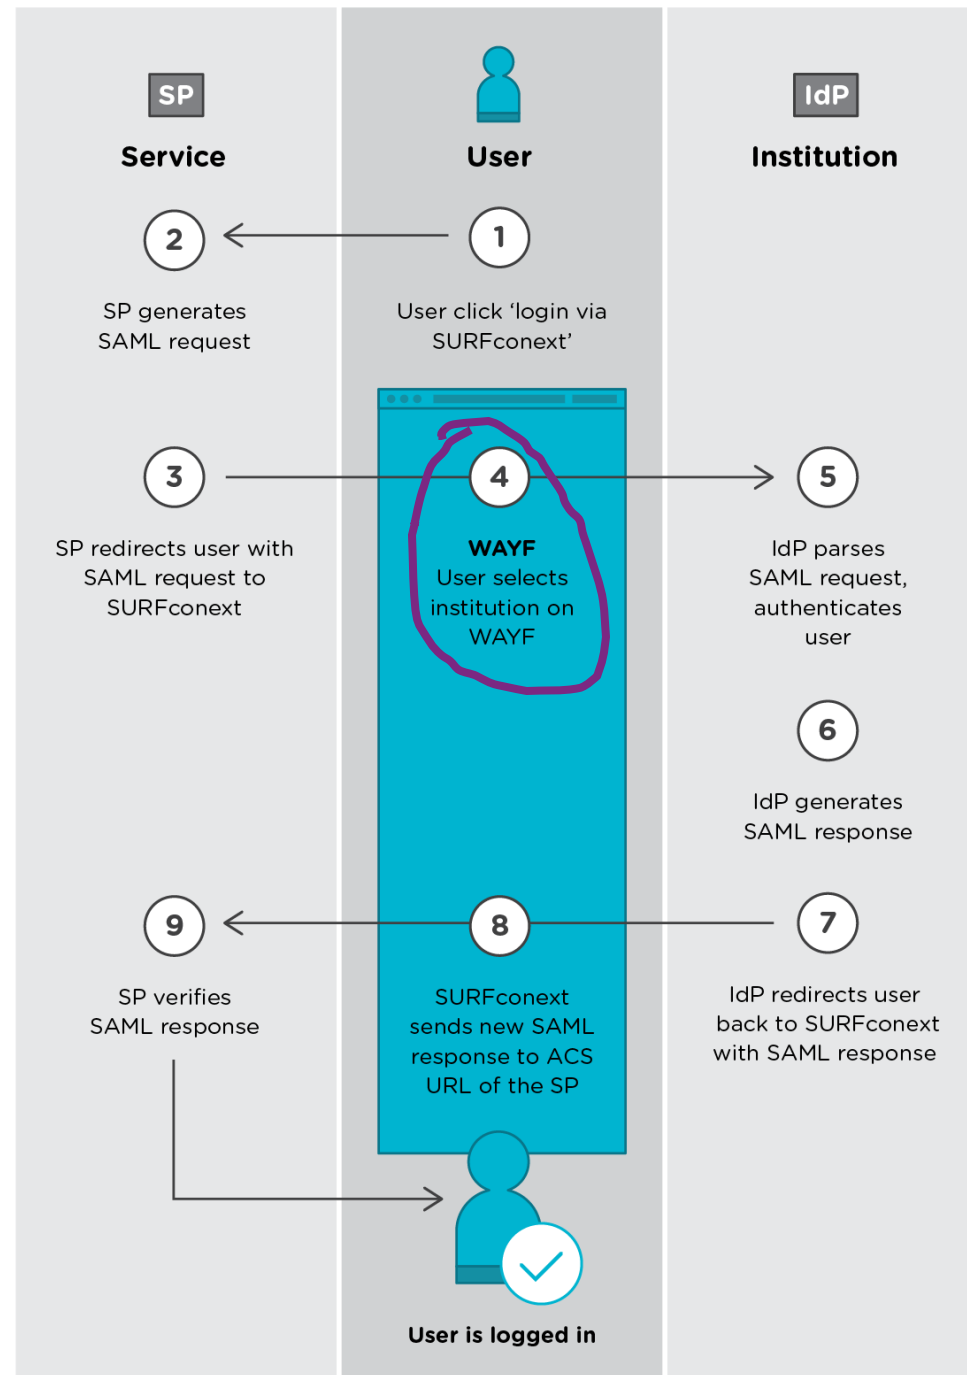 SP
Service
User
IdP
Institution
1
User click ‘login via
SURFconext’
2
SP generates
SAML request
3
SP redirects user with
SAML request to
SURFconext
4
WAYF
User selects
institution on
WAYF
5
IdP parses
SAML request,
authenticates
user
6
IdP generates
SAML response
7
IdP redirects user
back to SURFconext
with SAML response
8
SURFconext
sends new SAML
response to ACS
URL of the SP
9
SP verifies
SAML response
User is logged in